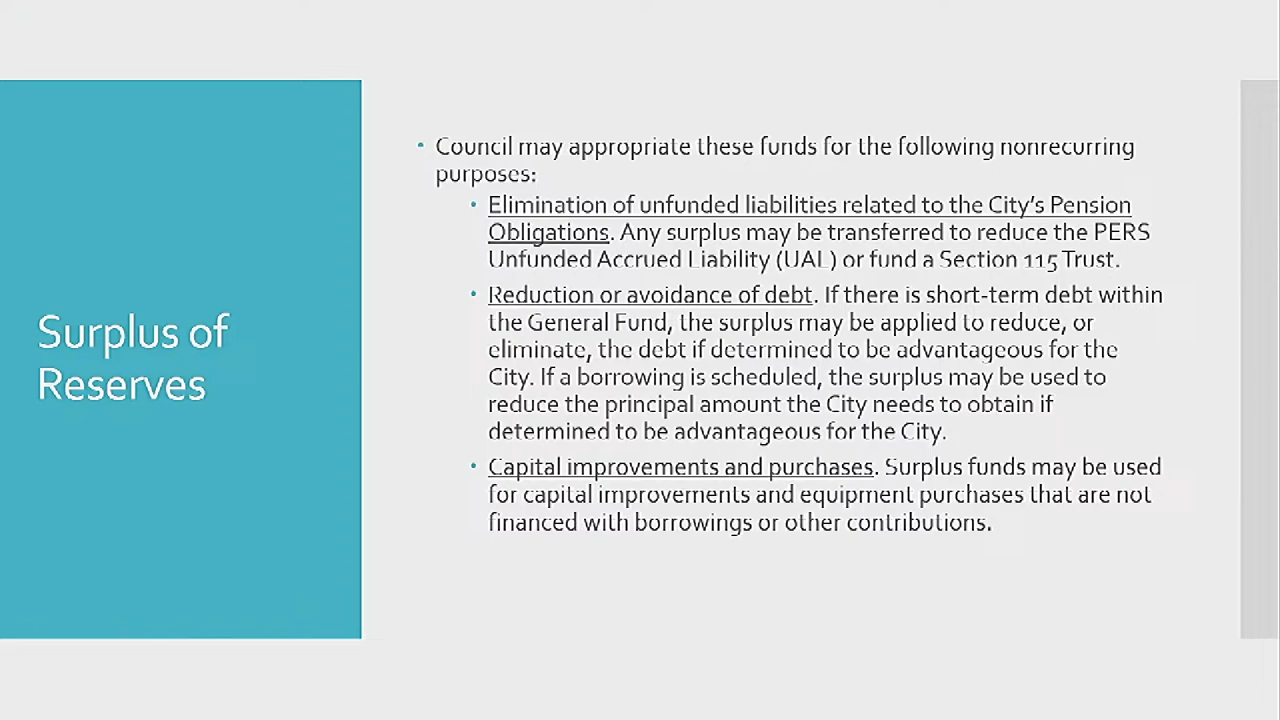 Surplus of
Reserves
• Council may appropriate these funds for the following nonrecurring
purposes:
• Elimination of unfunded liabilities related to the City's Pension
Obligations. Any surplus may be transferred to reduce the PERS
Unfunded Accrued Liability (UAL) or fund a Section 115 Trust.
• Reduction or avoidance of debt. If there is short-term debt within
the General Fund, the surplus may be applied to reduce, or
eliminate, the debt if determined to be advantageous for the
City. If a borrowing is scheduled, the surplus may be used to
reduce the principal amount the City needs to obtain if
determined to be advantageous for the City.
• Capital improvements and purchases. Surplus funds may be used
for capital improvements and equipment purchases that are not
financed with borrowings or other contributions.